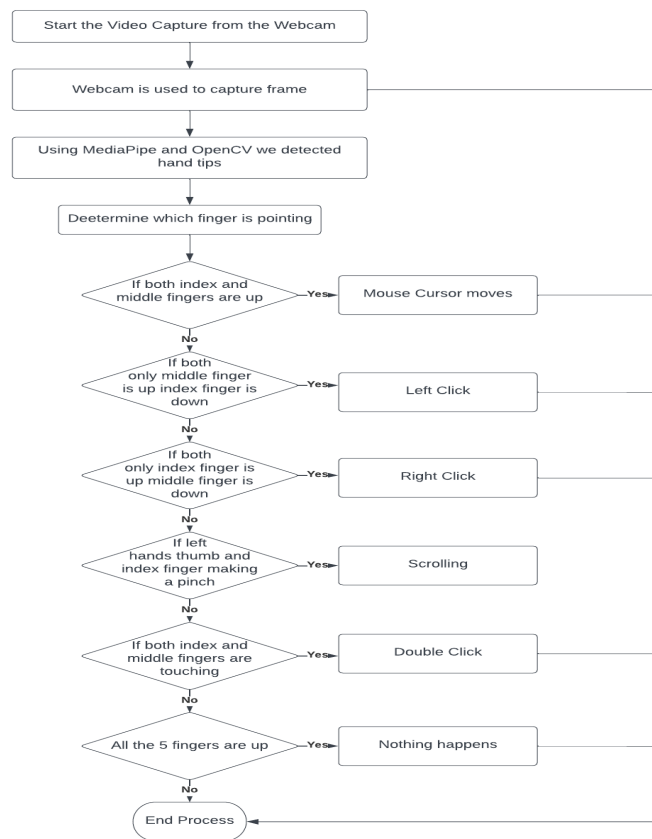 Start the Video Capture from the Webcam
Webcam is used to capture frame
Using MediaPipe and OpenCV we detected
hand tips
Deetermine which finger is pointing
If both index and
middle fingers are up
Yes
Mouse Cursor moves
No
If both
only middle finger
is up index finger is
down
Yes
Left Click
No
If both
only index finger is
up middle finger is
down
Yes
Right Click
No
If left
hands thumb and
index finger making
a pinch
Yes
Scrolling
No
If both index and
middle fingers are
touching
Yes
Double Click
No
All the 5 fingers are up
Yes
Nothing happens
No
End Process